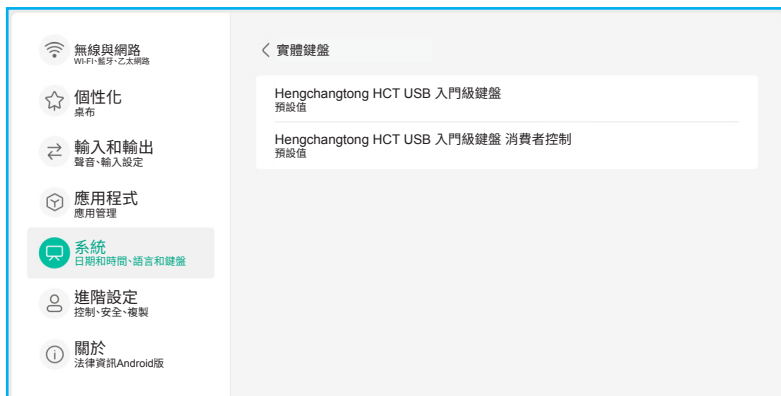 無線與網路
Wi-Fi、藍牙、乙太網路
個性化
桌布
輸入和輸出
聲音、輸入設定
應用程式
應用管理
系統
日期和時間、語言和鍵盤
進階設定
控制、安全、複製
關於
法律資訊Android版
實體鍵盤
Hengchangtong HCT USB 入門級鍵盤
預設值
Hengchangtong HCT USB 入門級鍵盤 消費者控制
預設值